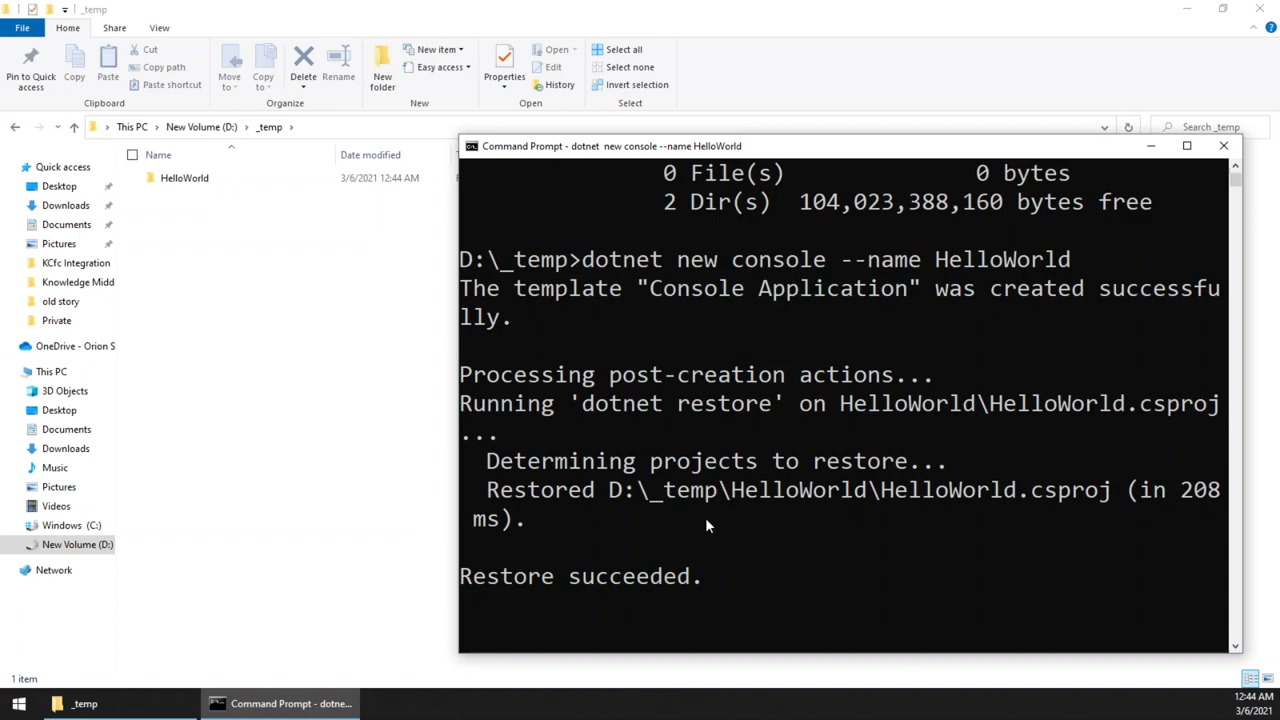 _temp
File Home Share View
Pin to Quick access
Copy
Paste
Cut
Copy path
Paste shortcut
Clipboard
Move to
Copy to
Delete
Rename
Organize
New folder
New item
Easy access
New
Properties
Open
Edit
History
Open
Select all
Select none
Invert selection
Select
This PC > New Volume (D:) > _temp >
Search _temp
Name Date modified
HelloWorld 3/6/2021 12:44 AM
Quick access
Desktop
Downloads
Documents
Pictures
KCfc Integration
Knowledge Midd
old story
Private
OneDrive - Orion S
This PC
3D Objects
Desktop
Documents
Downloads
Music
Pictures
Videos
Windows (C:)
New Volume (D:)
Network
1 item
Command Prompt - dotnet new console --name HelloWorld
0 File(s) 0 bytes
2 Dir(s) 104,023,388,160 bytes free
D:\_temp>dotnet new console --name HelloWorld
The template "Console Application" was created successfu
lly.
Processing post-creation actions...
Running 'dotnet restore' on HelloWorld\HelloWorld.csproj
...
Determining projects to restore...
Restored D:\_temp\HelloWorld\HelloWorld.csproj (in 208
ms).
Restore succeeded.
_temp
Command Prompt - dotne...
12:44 AM
3/6/2021